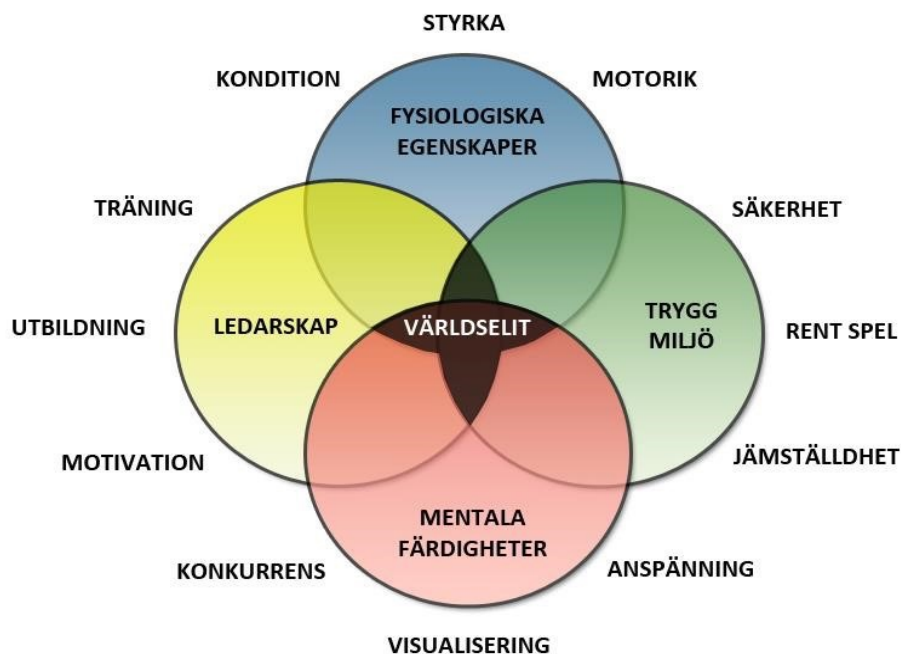 STYRKA
KONDITION
MOTORIK
FYSIOLOGISKA
EGENSKAPER
TRÄNING
SÄKERHET
UTBILDNING
LEDARSKAP
VÄRLDSELIT
TRYGG
MILJÖ
RENT SPEL
MOTIVATION
JÄMSTÄLLDHET
MENTALA
FÄRDIGHETER
KONKURRENS
ANSPÄNNING
VISUALISERING